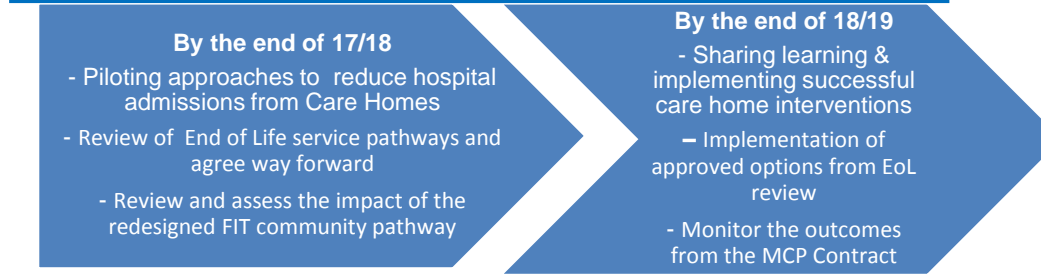 By the end of 17/18
- Piloting approaches to reduce hospital
admissions from Care Homes
- Review of End of Life service pathways and
agree way forward
- Review and assess the impact of the
redesigned FIT community pathway
By the end of 18/19
- Sharing learning &
implementing successful
care home interventions
– Implementation of
approved options from EoL
review
- Monitor the outcomes
from the MCP Contract